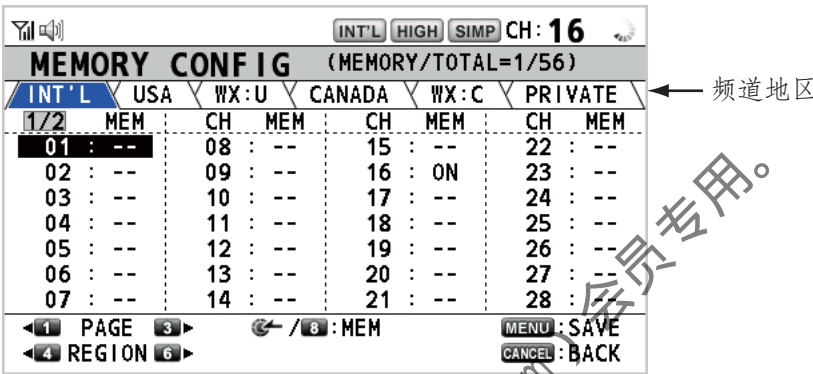 INT'L HIGH SIMP CH: 16
MEMORY CONFIG (MEMORY/TOTAL=1/56)
INT'L USA WX:U CANADA WX:C PRIVATE
频道地区
1/2 MEM CH MEM CH MEM CH MEM
01 : -- 08 : -- 15 : -- 22 : --
02 : -- 09 : -- 16 : ON 23 : --
03 : -- 10 : -- 17 : -- 24 : --
04 : -- 11 : -- 18 : -- 25 : --
05 : -- 12 : -- 19 : -- 26 : --
06 : -- 13 : -- 20 : -- 27 : --
07 : -- 14 : -- 21 : -- 28 : --
1 PAGE 3 / 8 : MEM MENU : SAVE
4 REGION 6 CANCEL : BACK
m）会员专用。